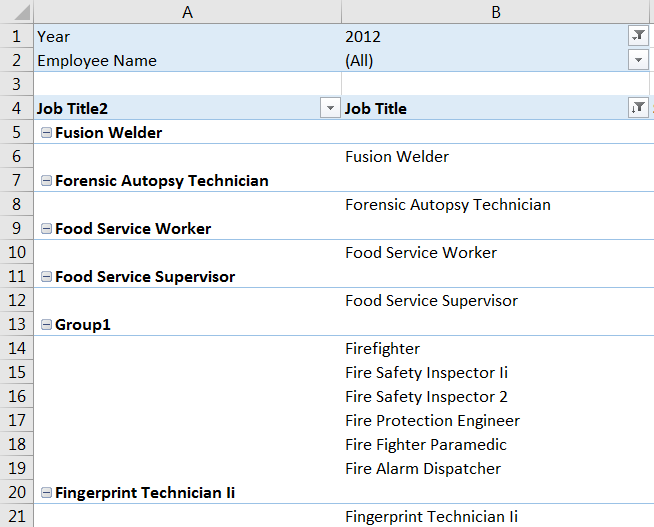 A B
1 Year 2012
2 Employee Name (All)
3
4 Job Title2 Job Title
5 Fusion Welder
6 Fusion Welder
7 Forensic Autopsy Technician
8 Forensic Autopsy Technician
9 Food Service Worker
10 Food Service Worker
11 Food Service Supervisor
12 Food Service Supervisor
13 Group1
14 Firefighter
15 Fire Safety Inspector Ii
16 Fire Safety Inspector 2
17 Fire Protection Engineer
18 Fire Fighter Paramedic
19 Fire Alarm Dispatcher
20 Fingerprint Technician Ii
21 Fingerprint Technician Ii